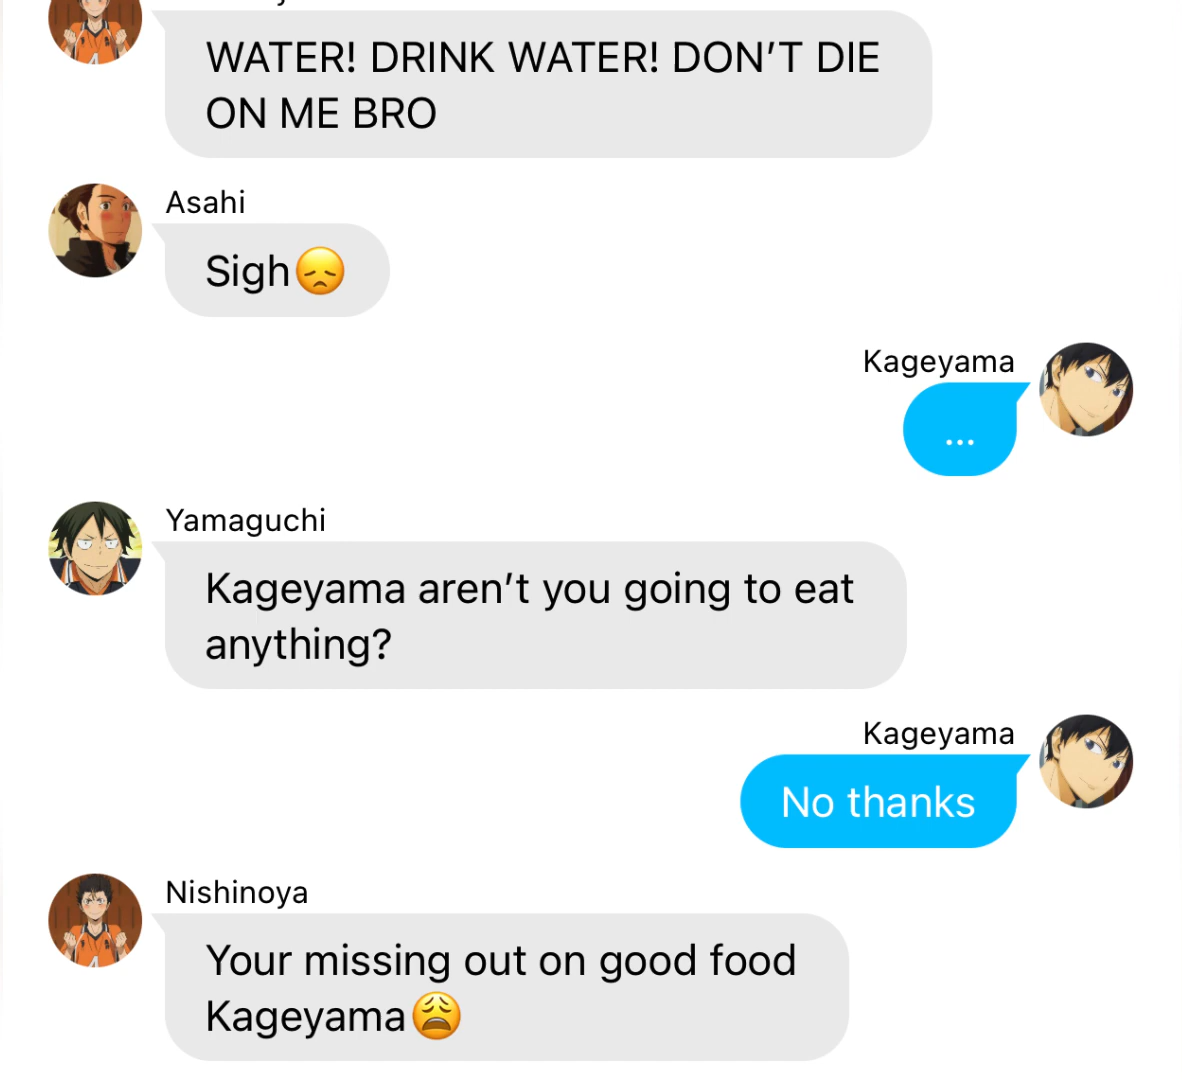 WATER! DRINK WATER! DON’T DIE
ON ME BRO
Asahi
Sigh😞
Kageyama
...
Yamaguchi
Kageyama aren’t you going to eat
anything?
Kageyama
No thanks
Nishinoya
Your missing out on good food
Kageyama😩